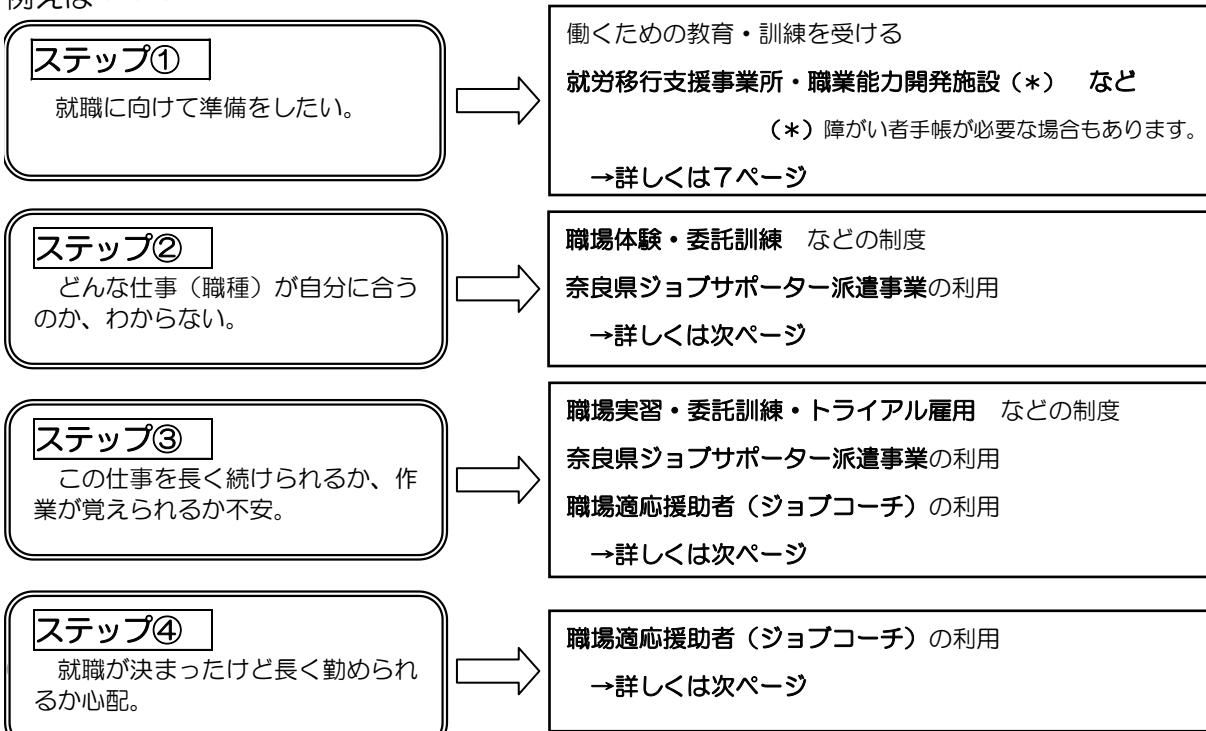 例えば・・・
ステップ①
就職に向けて準備をしたい。
働くための教育・訓練を受ける
就労移行支援事業所・職業能力開発施設（＊）　など
（＊）障がい者手帳が必要な場合もあります。
→詳しくは７ページ
ステップ②
どんな仕事（職種）が自分に合う
のか、わからない。
職場体験・委託訓練　などの制度
奈良県ジョブサポーター派遣事業の利用
→詳しくは次ページ
ステップ③
この仕事を長く続けられるか、作
業が覚えられるか不安。
職場実習・委託訓練・トライアル雇用　などの制度
奈良県ジョブサポーター派遣事業の利用
職場適応援助者（ジョブコーチ）の利用
→詳しくは次ページ
ステップ④
就職が決まったけど長く勤められ
るか心配。
職場適応援助者（ジョブコーチ）の利用
→詳しくは次ページ